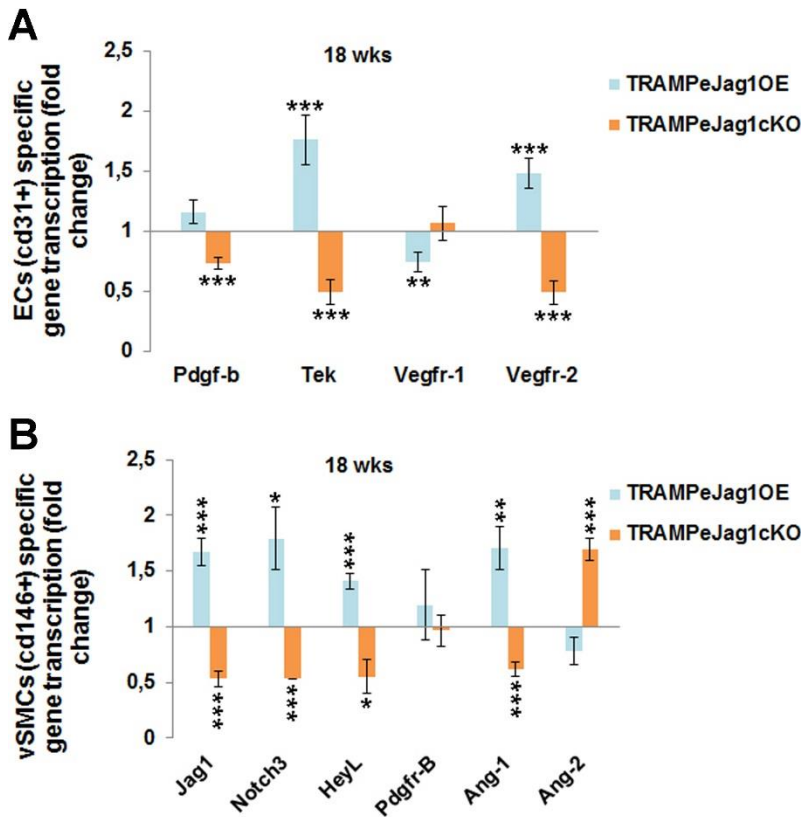 A
18 wks
ECs (cd31+) specific
gene transcription (fold
change)
2,5
2
1,5
1
0,5
0
***
***
***
**
***
***
Pdgf-b
Tek
Vegfr-1
Vegfr-2
TRAMPeJag1OE
TRAMPeJag1cKO
B
18 wks
vSMCs (cd146+) specific
gene transcription (fold
change)
2,5
2
1,5
1
0,5
0
***
*
***
**
***
***
***
*
***
Jag1
Notch3
HeyL
Pdgfr-B
Ang-1
Ang-2
TRAMPeJag1OE
TRAMPeJag1cKO